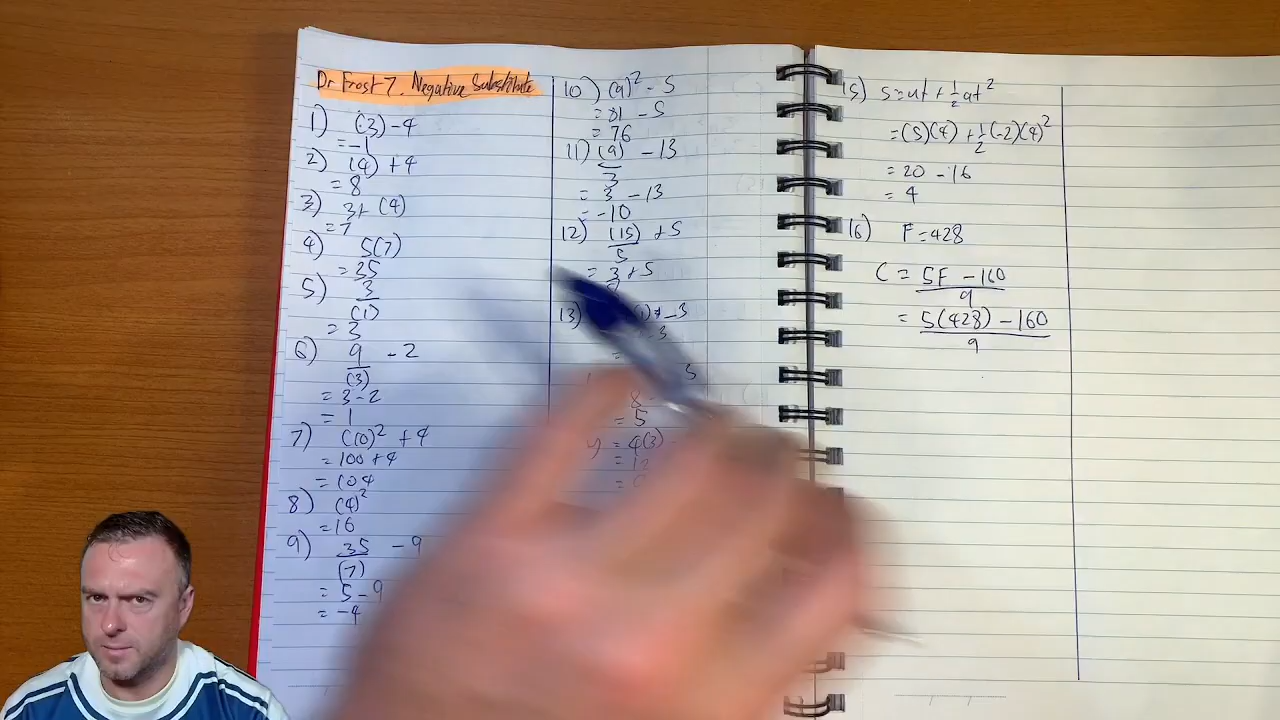 Dr Frost 7. Negative Substitute
1) (3) - 4
= -1
2) (4) + 4
= 8
3) 3 + (4)
= 7
4) 5(7)
= 35
5) 3
(1)
= 3
6) 9 - 2
(3)
= 3 - 2
= 1
7) (10)² + 4
= 100 + 4
= 104
8) (4)²
= 16
9) 35 - 9
(7)
= 5 - 9
= -4
10) (9)² - 5
= 81 - 5
= 76
11) (9) - 13
3
= 3 - 13
= -10
12) (15) + 5
5
= 3 + 5
13)
= 5
y = 4(3)
15) s = ut + ½at²
= (5)(4) + ½(-2)(4)²
= 20 - 16
= 4
16) F = 428
C = 5F - 160
9
= 5(428) - 160
9